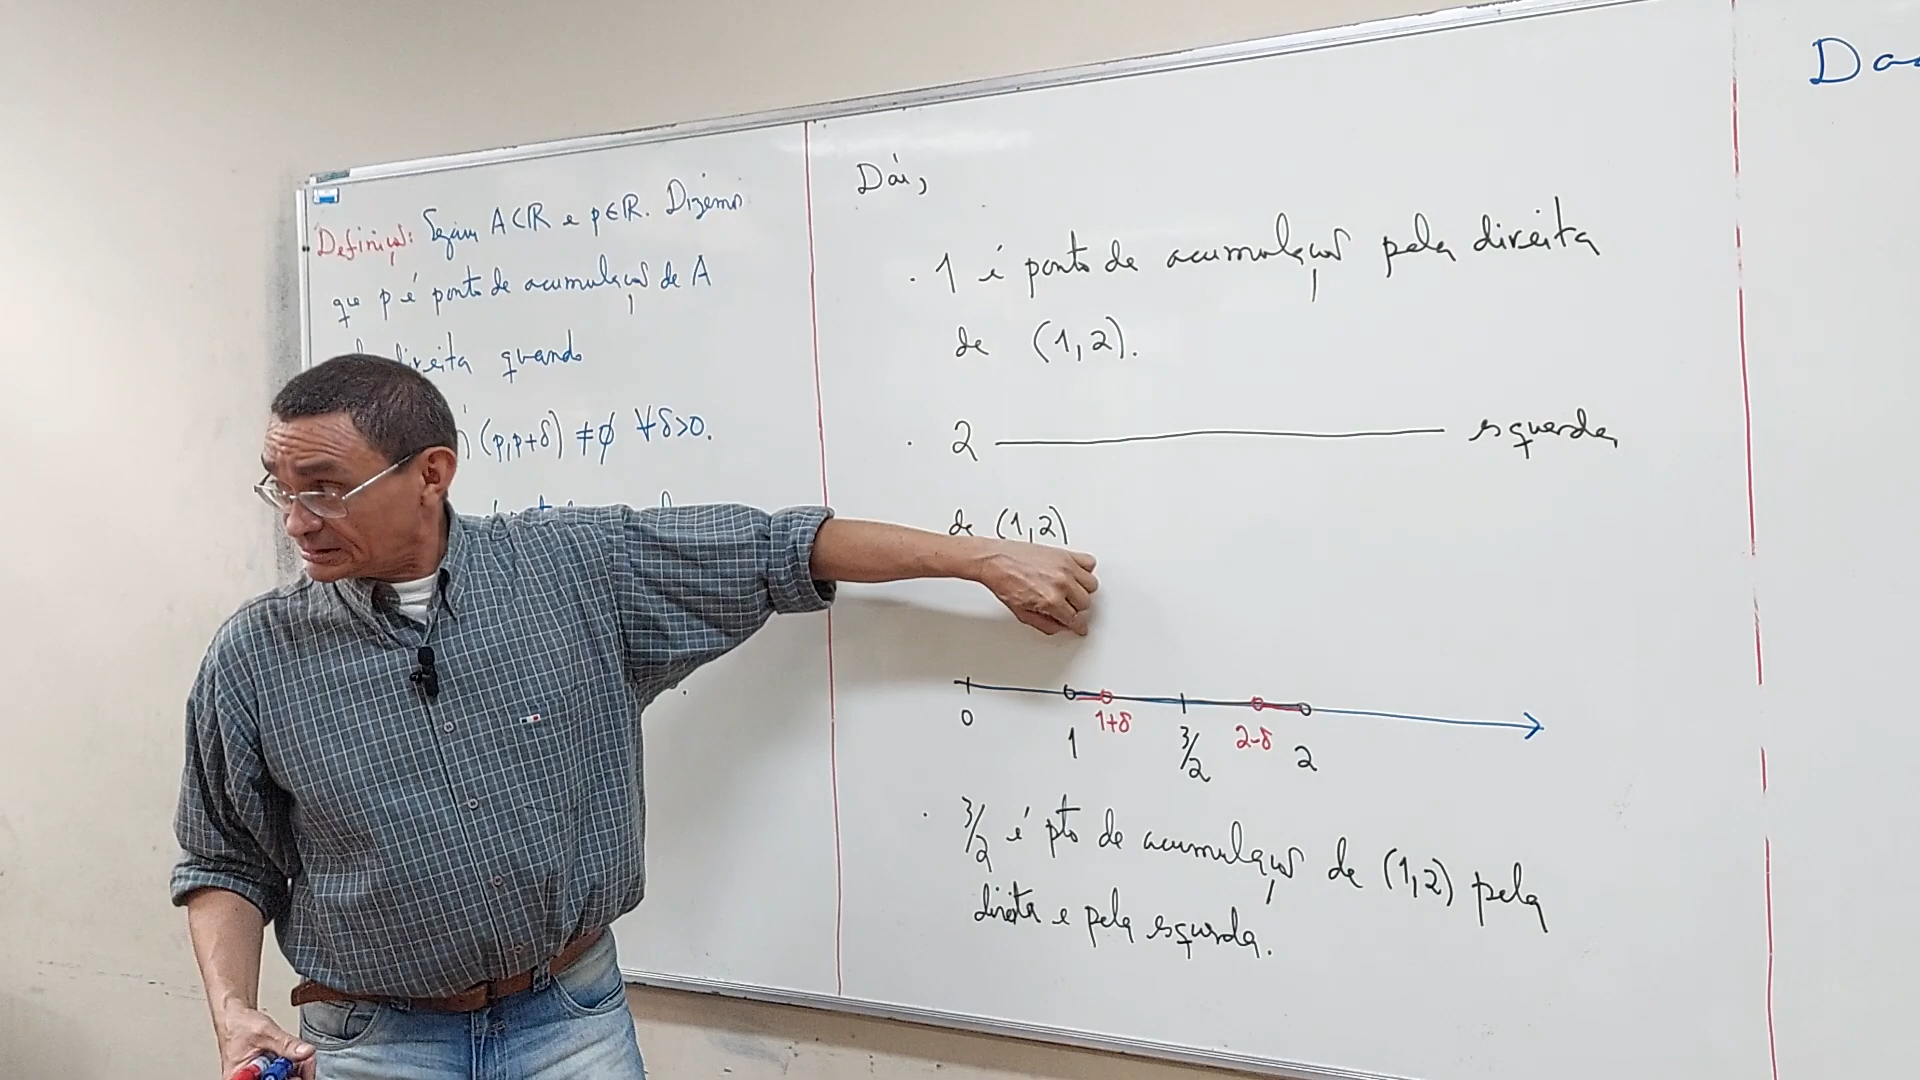 Definição: Sejam A⊂ℝ e p∈ℝ. Dizemos
que p é ponto de acumulação de A
direita quando
(p,p+δ) ≠ ∅ ∀δ>0.
Daí,
· 1 é ponto de acumulação pela direita
de (1,2).
· 2 ———— esquerda
de (1,2)
0 1 1+δ 3/2 2-δ 2
· 3/2 é pto de acumulação de (1,2) pela
direita e pela esquerda.